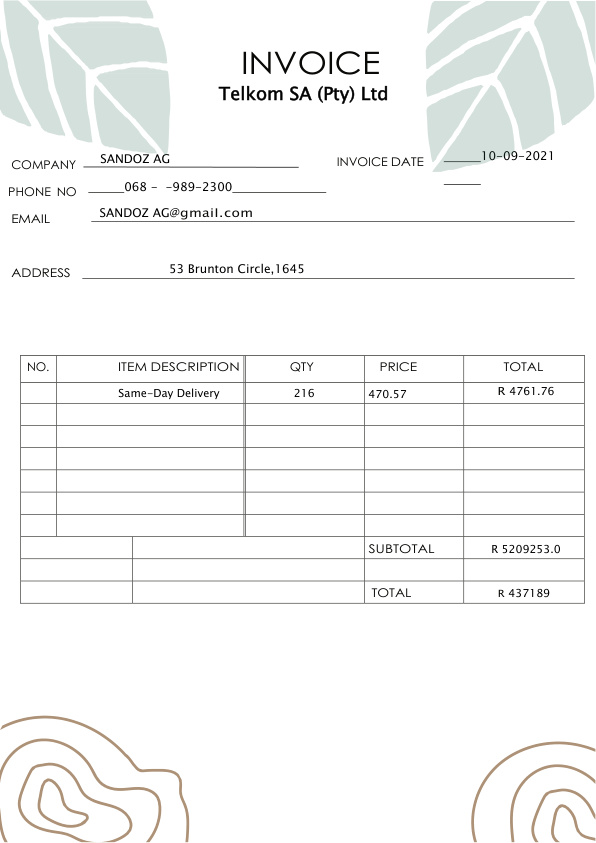 INVOICE
Telkom SA (Pty) Ltd
COMPANY SANDOZ AG INVOICE DATE 10-09-2021
PHONE NO 068 - -989-2300
EMAIL SANDOZ AG@gmail.com
ADDRESS 53 Brunton Circle,1645
NO. ITEM DESCRIPTION QTY PRICE TOTAL
Same-Day Delivery 216 470.57 R 4761.76
SUBTOTAL R 5209253.0
TOTAL R 437189